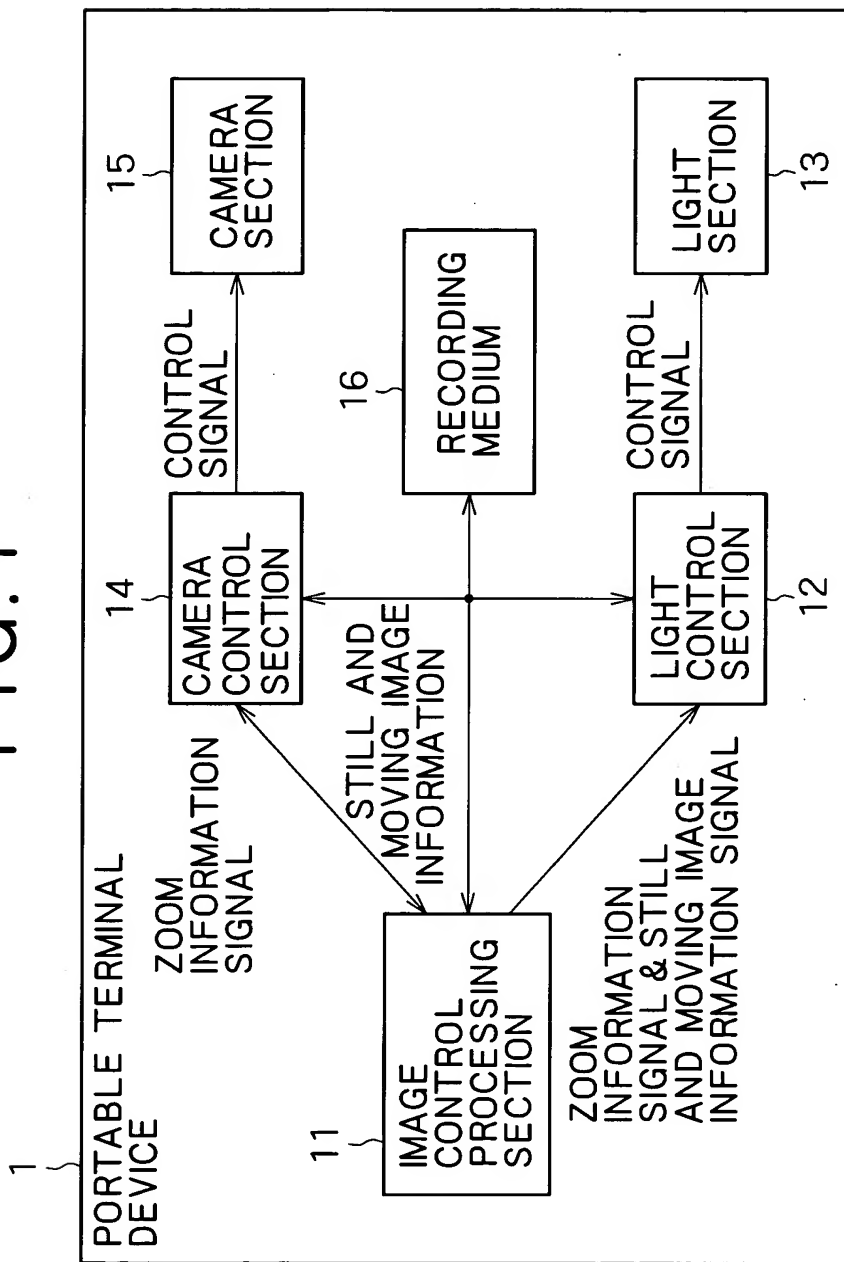 FIG. 1
1
PORTABLE TERMINAL
DEVICE
ZOOM
INFORMATION
SIGNAL
14
CAMERA
CONTROL
SECTION
CONTROL
SIGNAL
15
CAMERA
SECTION
11
IMAGE
CONTROL
PROCESSING
SECTION
STILL AND
MOVING IMAGE
INFORMATION
16
RECORDING
MEDIUM
ZOOM
INFORMATION
SIGNAL & STILL
AND MOVING IMAGE
INFORMATION SIGNAL
LIGHT
CONTROL
SECTION
12
CONTROL
SIGNAL
LIGHT
SECTION
13